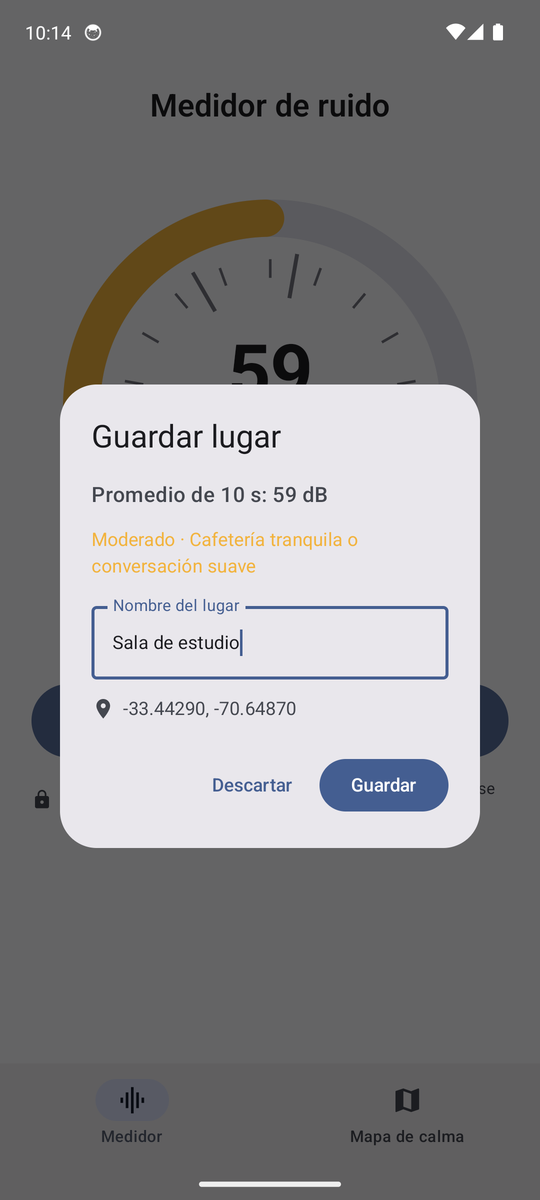 10:14
Medidor de ruido
59
Guardar lugar
Promedio de 10 s: 59 dB
Moderado · Cafetería tranquila o
conversación suave
Nombre del lugar
Sala de estudio
-33.44290, -70.64870
Descartar
Guardar
se
Medidor
Mapa de calma